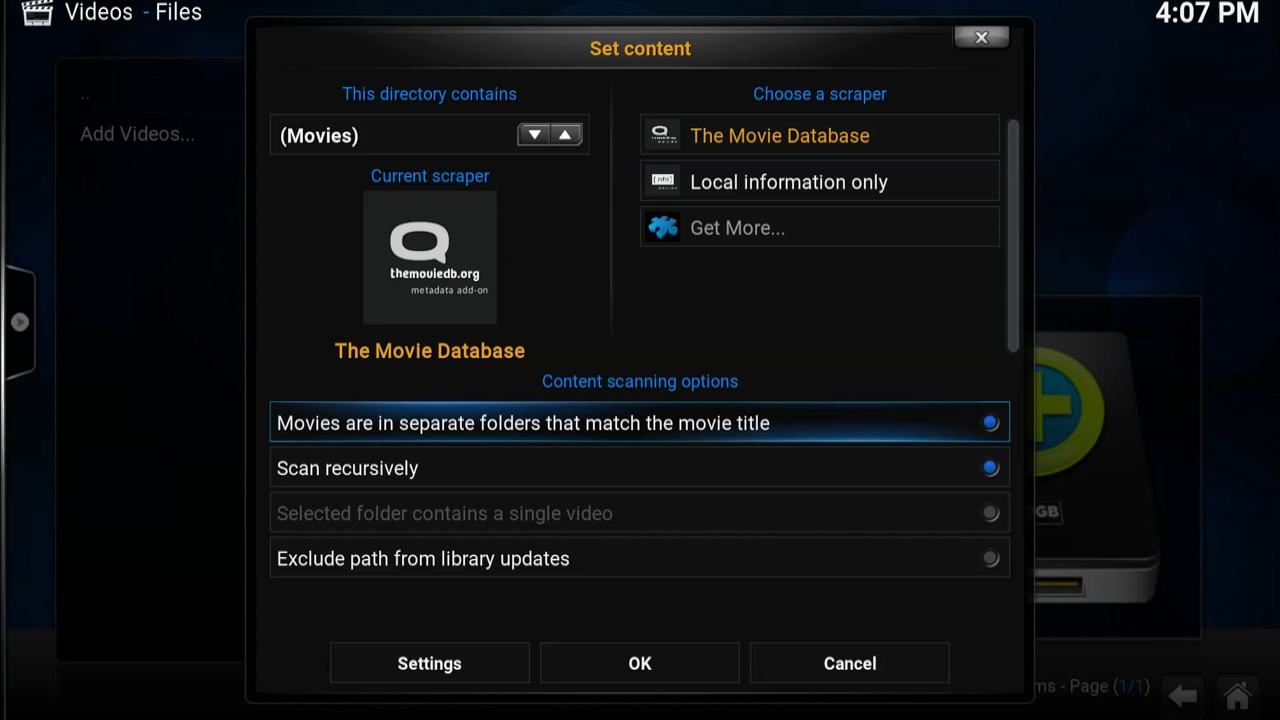 Videos - Files
4:07 PM
Set content
..
Add Videos...
This directory contains
(Movies)
Current scraper
themoviedb.org
metadata add-on
The Movie Database
Choose a scraper
The Movie Database
Local information only
Get More...
Content scanning options
Movies are in separate folders that match the movie title
Scan recursively
Selected folder contains a single video
Exclude path from library updates
Settings
OK
Cancel
GB
ms - Page (1/1)